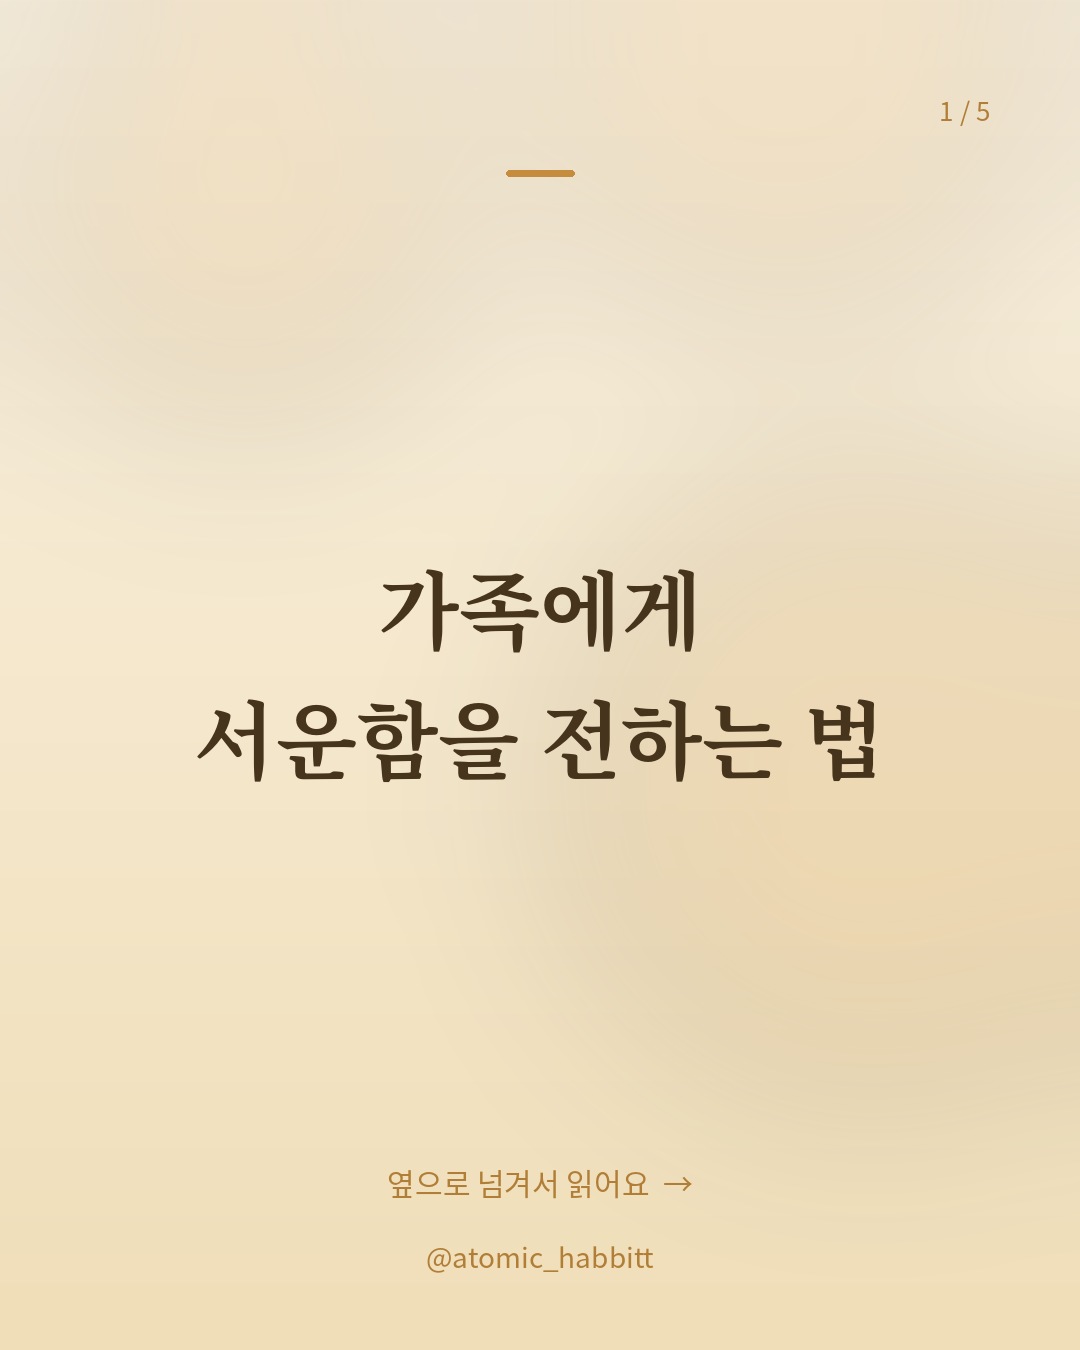 1 / 5
가족에게
서운함을 전하는 법
옆으로 넘겨서 읽어요 →
@atomic_habbitt